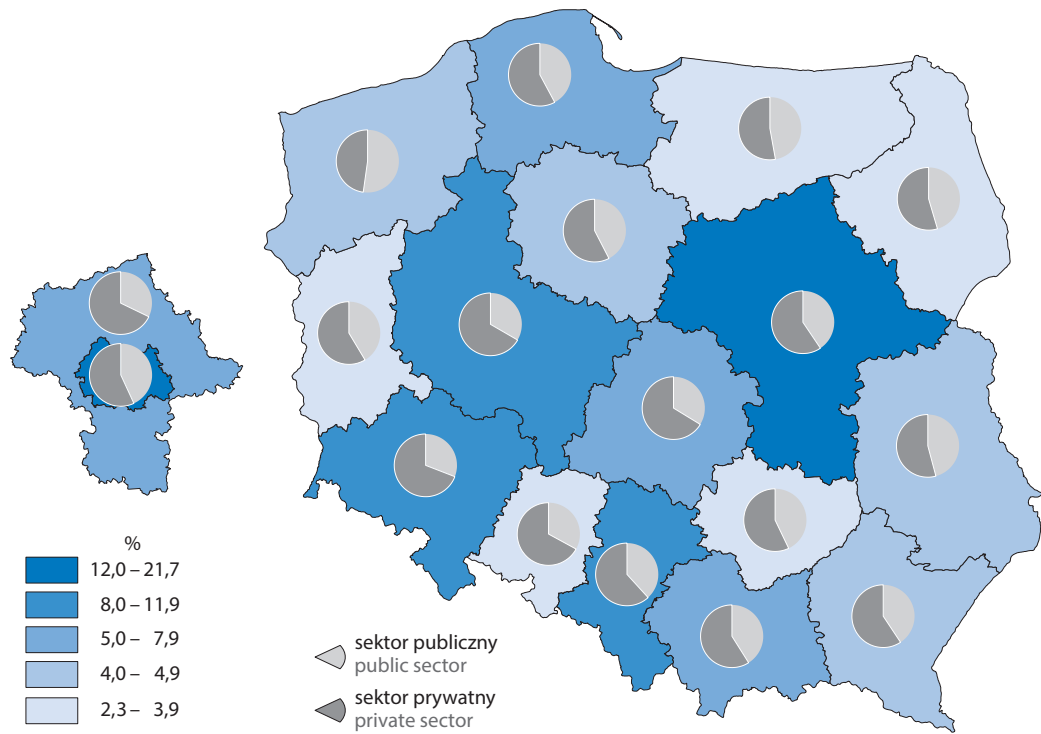 %
12,0 – 21,7
8,0 – 11,9
5,0 – 7,9
4,0 – 4,9
2,3 – 3,9
sektor publiczny
public sector
sektor prywatny
private sector